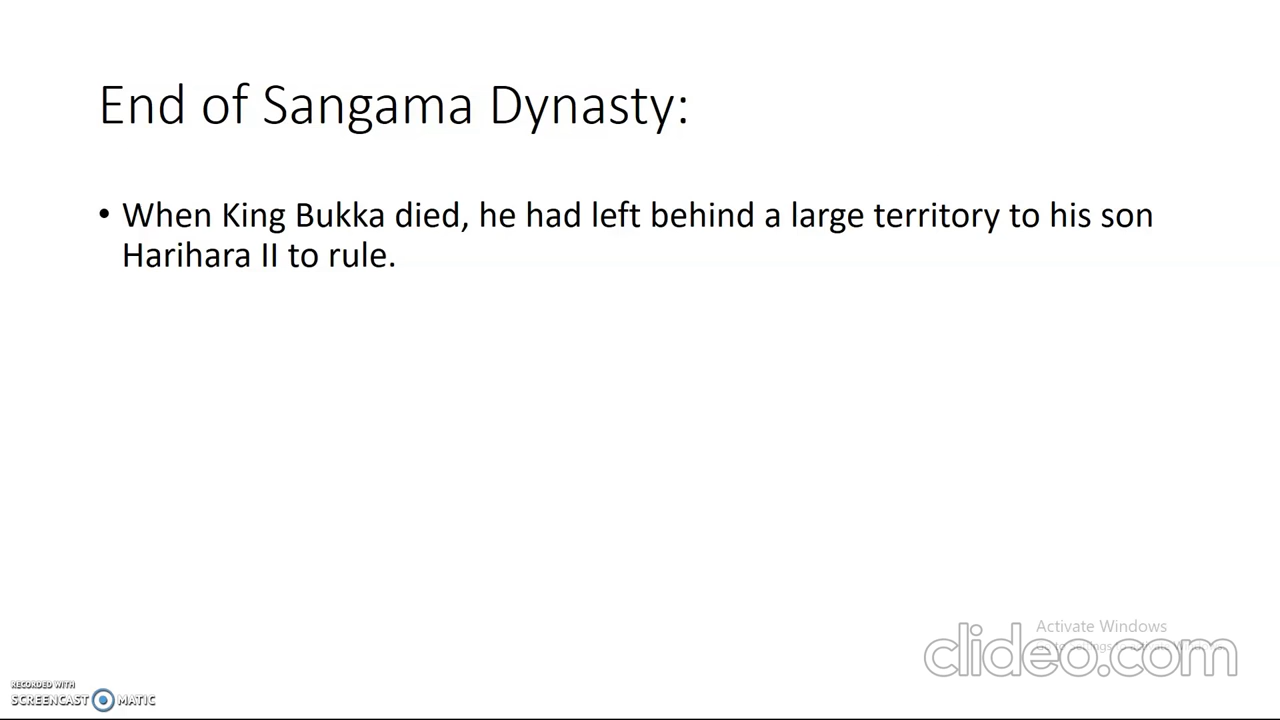 End of Sangama Dynasty:
• When King Bukka died, he had left behind a large territory to his son
Harihara II to rule.
Activate Windows
clideo.com
RECORDED WITH
SCREENCAST MATIC